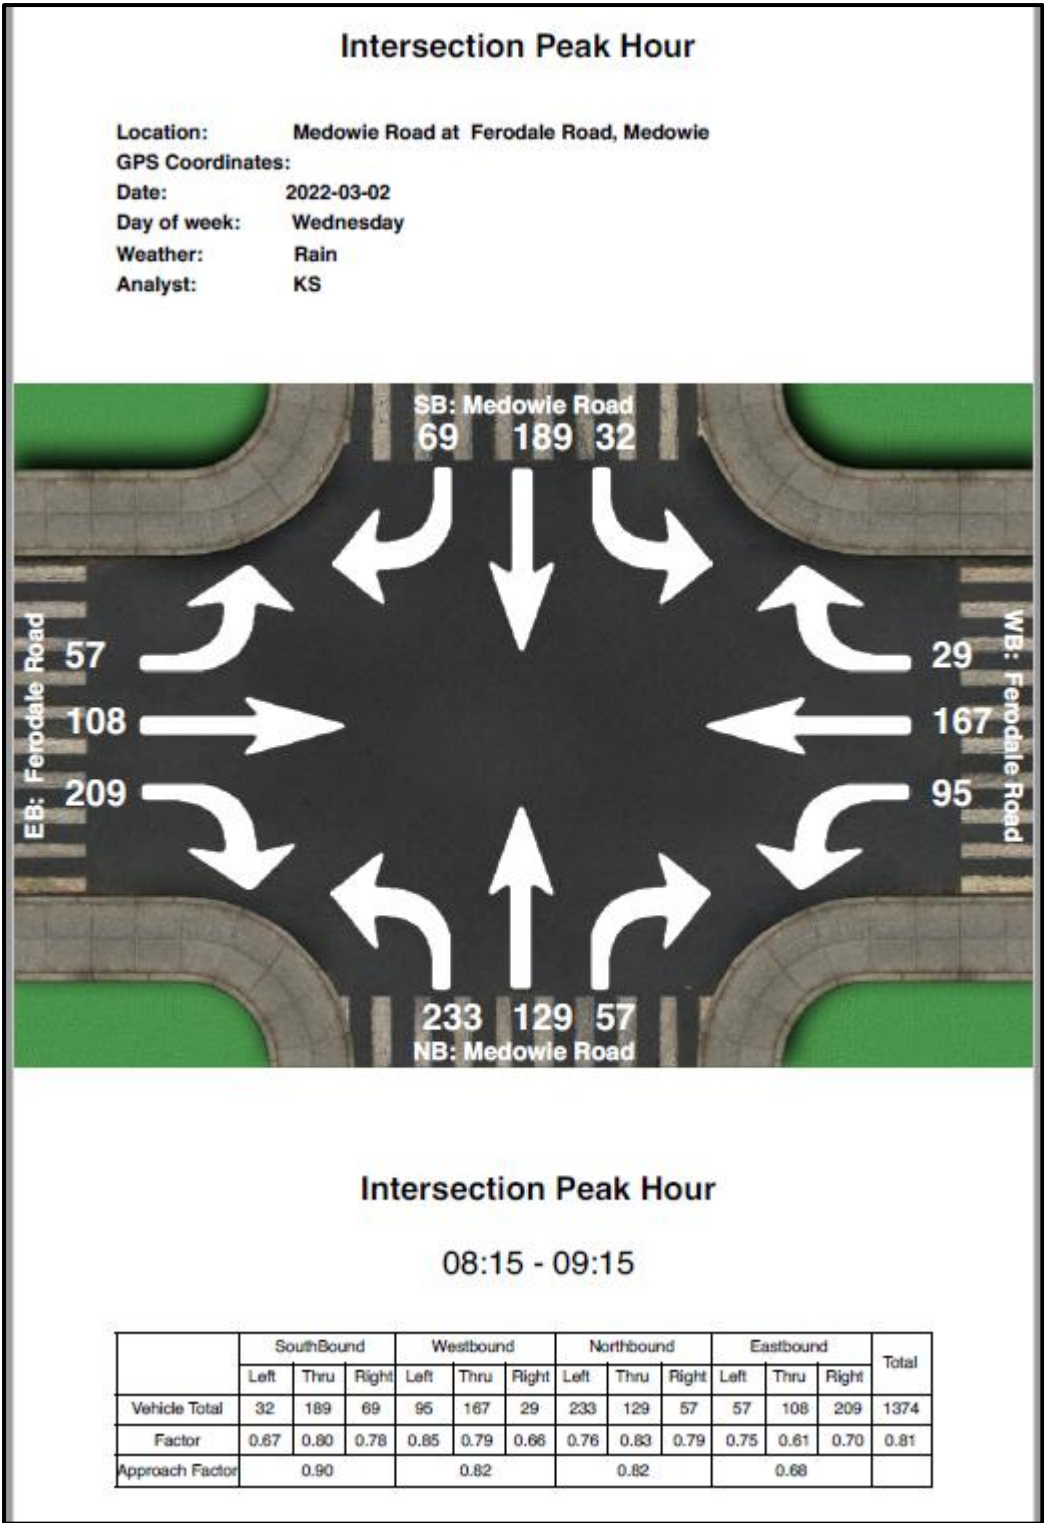 Intersection Peak Hour
Location: Medowie Road at Ferodale Road, Medowie
GPS Coordinates:
Date: 2022-03-02
Day of week: Wednesday
Weather: Rain
Analyst: KS
SB: Medowie Road
69 189 32
EB: Ferodale Road
57
108
209
WB: Ferodale Road
29
167
95
233 129 57
NB: Medowie Road
Intersection Peak Hour
08:15 - 09:15
SouthBound Westbound Northbound Eastbound Total
Left Thru Right Left Thru Right Left Thru Right Left Thru Right
Vehicle Total 32 189 69 95 167 29 233 129 57 57 108 209 1374
Factor 0.67 0.80 0.78 0.85 0.79 0.66 0.76 0.83 0.79 0.75 0.61 0.70 0.81
Approach Factor 0.90 0.82 0.82 0.68